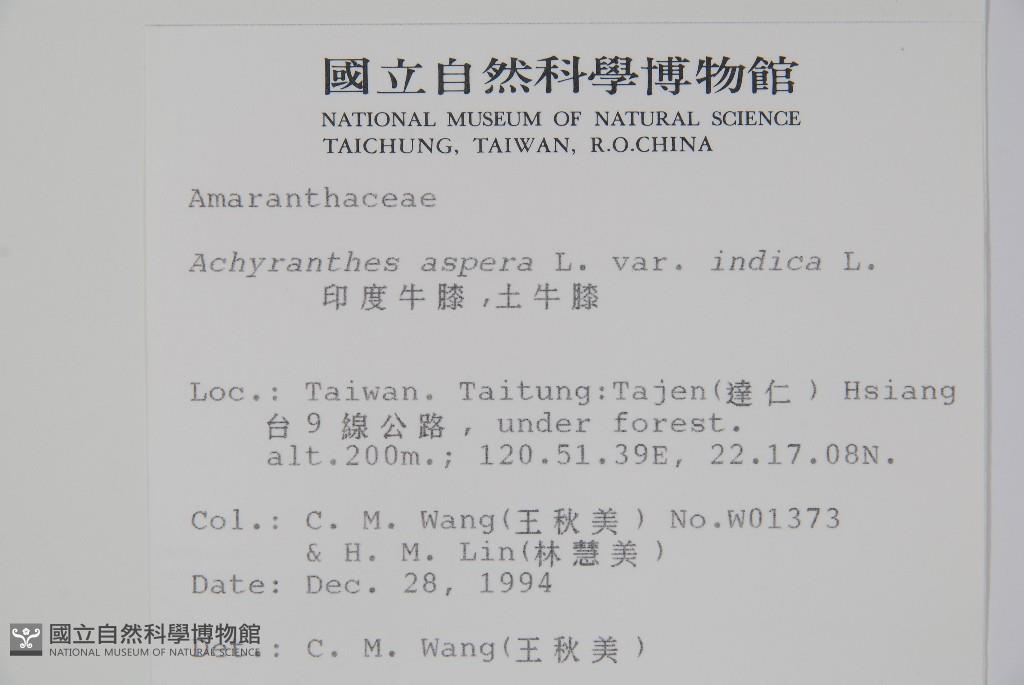 國立自然科學博物館
NATIONAL MUSEUM OF NATURAL SCIENCE
TAICHUNG, TAIWAN, R.O.CHINA
Amaranthaceae
Achyranthes aspera L. var. indica L.
印度牛膝,土牛膝
Loc.: Taiwan. Taitung:Tajen(達仁) Hsiang
台9線公路, under forest.
alt.200m.; 120.51.39E, 22.17.08N.
Col.: C. M. Wang(王秋美) No.W01373
& H. M. Lin(林慧美)
Date: Dec. 28, 1994
Det.: C. M. Wang(王秋美)
國立自然科學博物館
NATIONAL MUSEUM OF NATURAL SCIENCE